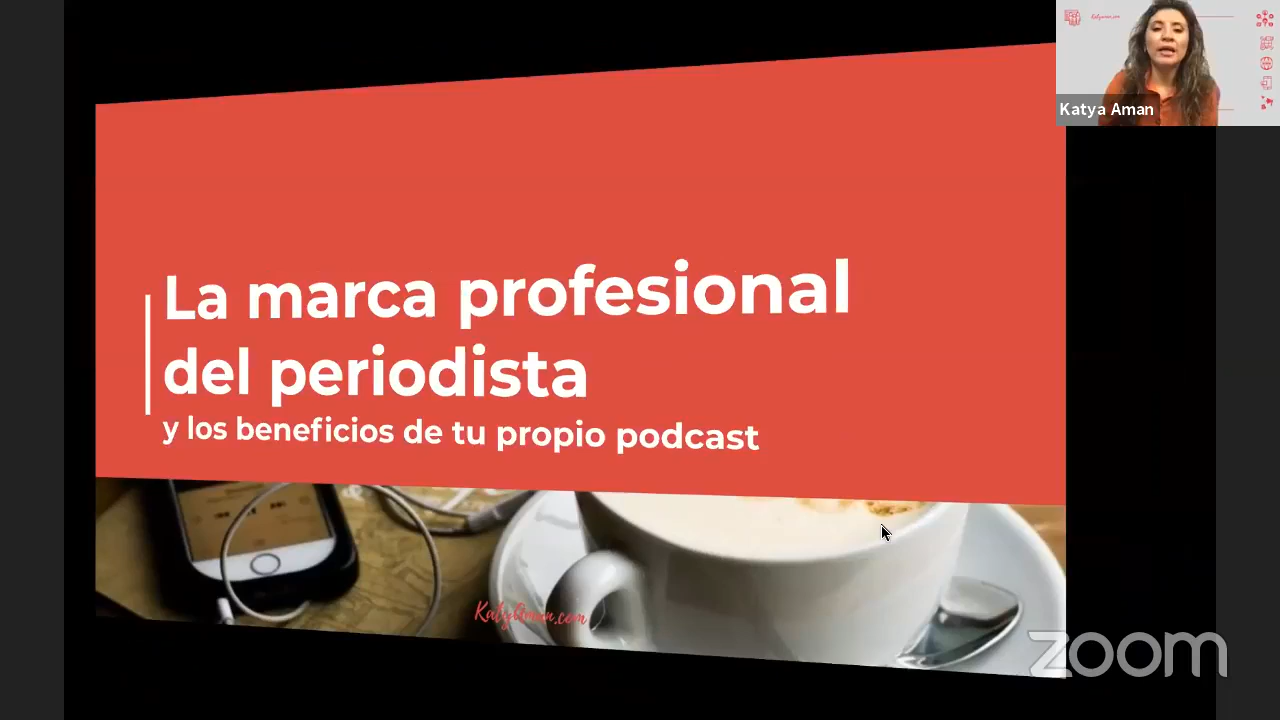 Katya Aman
La marca profesional
del periodista
y los beneficios de tu propio podcast
KatyAman.com
zoom